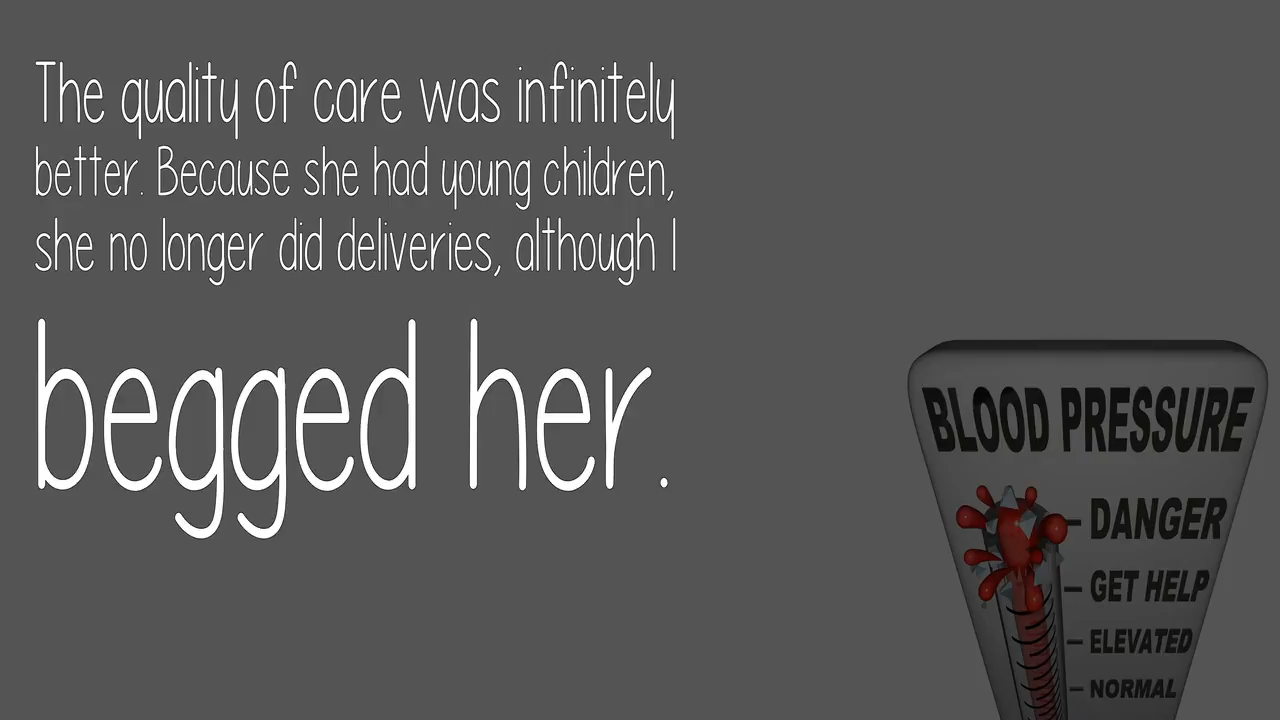 The quality of care was infinitely
better. Because she had young children,
she no longer did deliveries, although I
begged her.
BLOOD PRESSURE
DANGER
GET HELP
ELEVATED
NORMAL